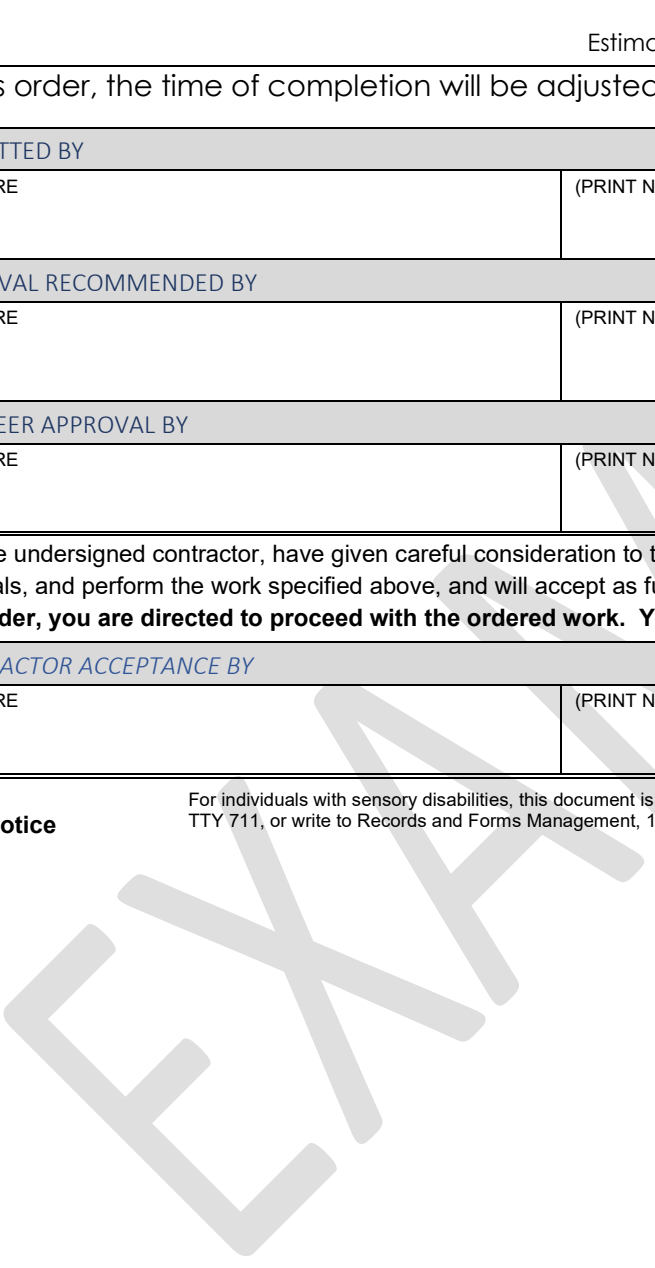 Estima
s order, the time of completion will be adjusted
TTED BY
RE (PRINT N
VAL RECOMMENDED BY
RE (PRINT N
EER APPROVAL BY
RE (PRINT N
e undersigned contractor, have given careful consideration to t
als, and perform the work specified above, and will accept as fu
der, you are directed to proceed with the ordered work. Y
ACTOR ACCEPTANCE BY
RE (PRINT N
For individuals with sensory disabilities, this document is
otice TTY 711, or write to Records and Forms Management, 1
EXAM